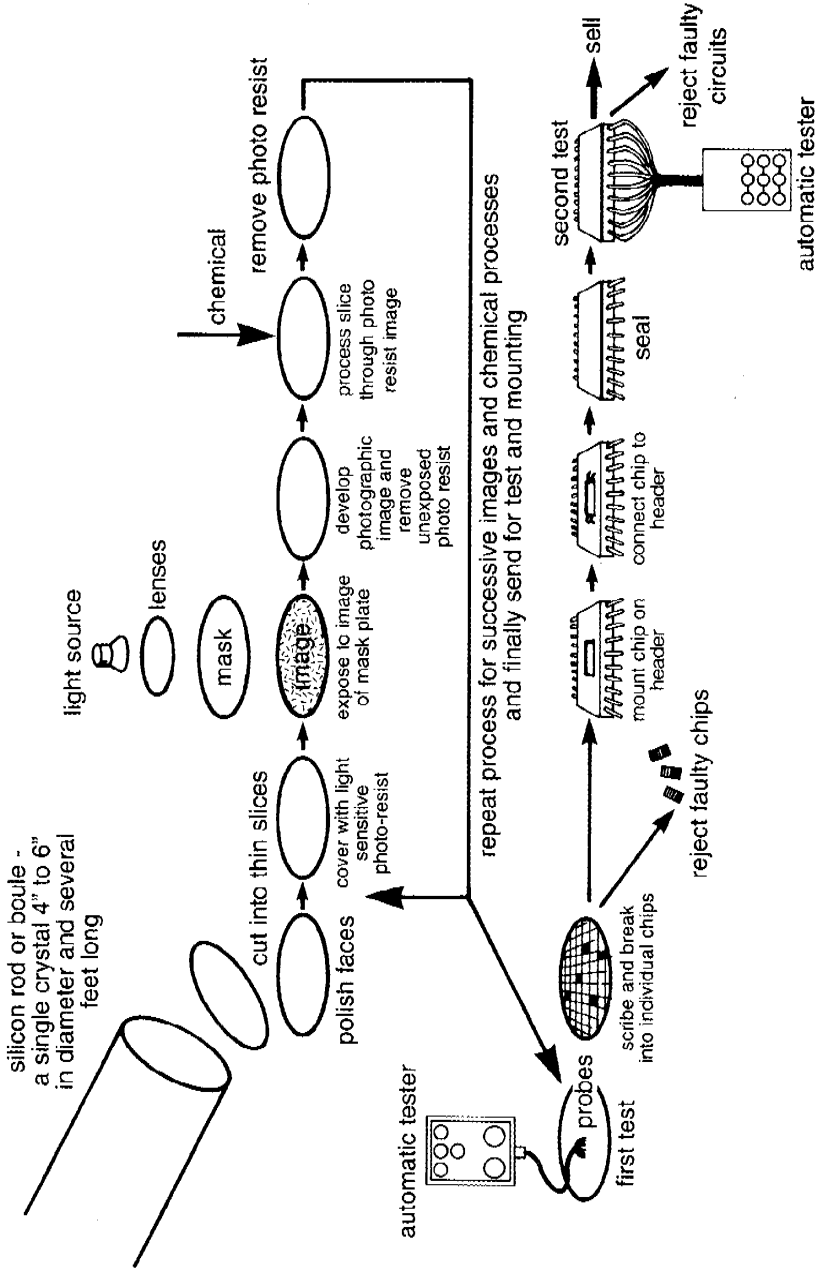 silicon rod or boule -
a single crystal 4" to 6"
in diameter and several
feet long
cut into thin slices
polish faces
cover with light
sensitive
photo-resist
light source
lenses
mask
image
expose to image
of mask plate
develop
photographic
image and
remove
unexposed
photo resist
chemical
process slice
through photo
resist image
remove photo resist
repeat process for successive images and chemical processes
and finally send for test and mounting
automatic tester
probes
first test
scribe and break
into individual chips
reject faulty chips
mount chip on
header
connect chip to
header
seal
second test
automatic tester
sell
reject faulty
circuits